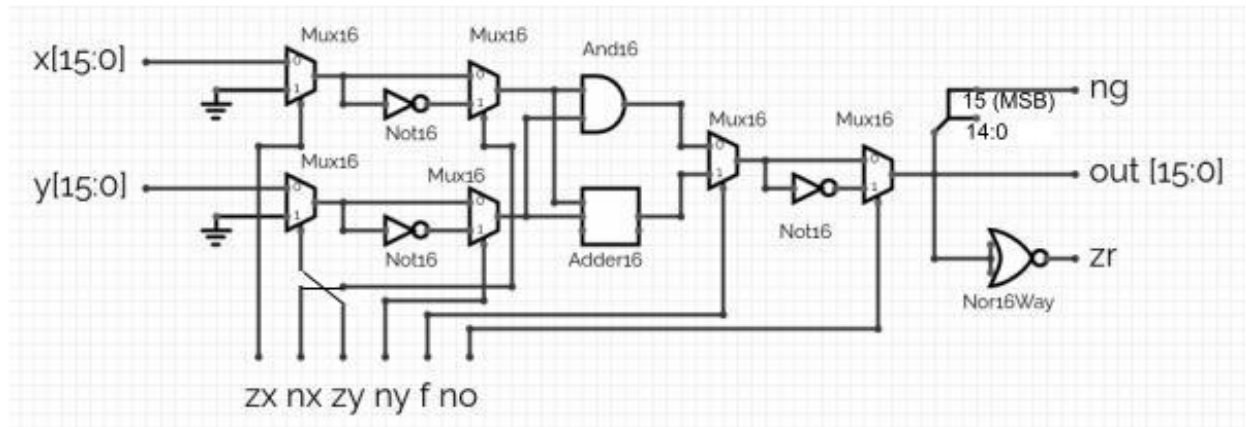 Mux16 Mux16 And16
x[15:0] 0 0
1 1
Not16
Mux16 Mux16
Mux16 Mux16
y[15:0] 0 0 0 0
1 1 1 1
Not16 Adder16 Not16
ng
15 (MSB)
14:0
out [15:0]
zr
Nor16Way
zx nx zy ny f no